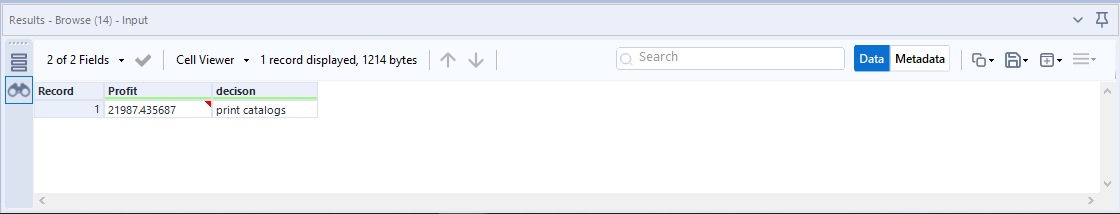 Results - Browse (14) - Input
2 of 2 Fields Cell Viewer 1 record displayed, 1214 bytes Search Data Metadata
Record Profit decison
1 21987.435687 print catalogs